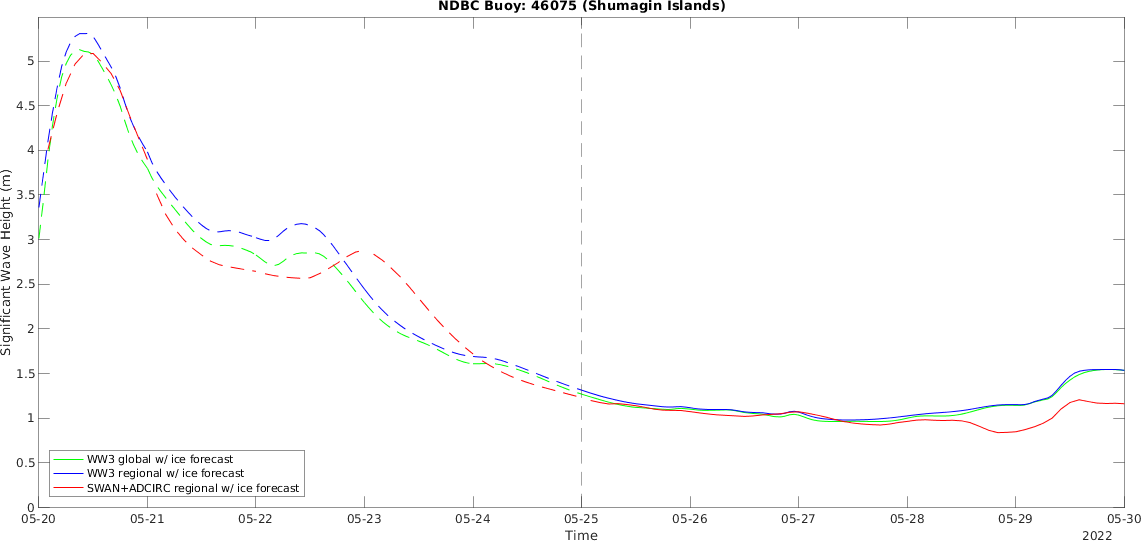 NDBC Buoy: 46075 (Shumagin Islands)
Significant Wave Height (m)
5
4.5
4
3.5
3
2.5
2
1.5
1
0.5
0
WW3 global w/ ice forecast
WW3 regional w/ ice forecast
SWAN+ADCIRC regional w/ ice forecast
05-20 05-21 05-22 05-23 05-24 05-25 05-26 05-27 05-28 05-29 05-30
Time
2022